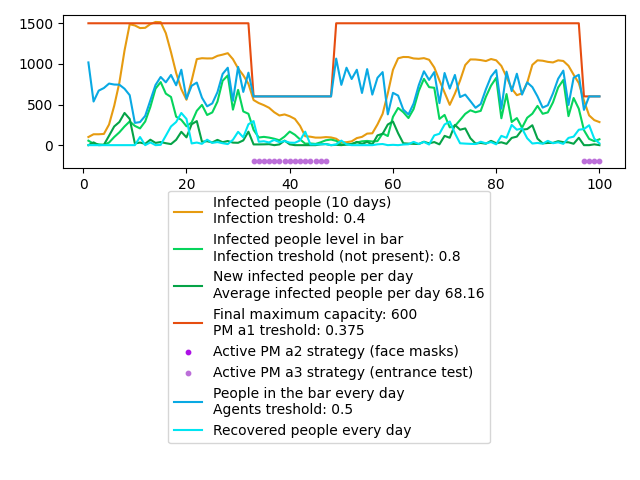 1500
1000
500
0
0
20
40
60
80
100
Infected people (10 days)
Infection treshold: 0.4
Infected people level in bar
Infection treshold (not present): 0.8
New infected people per day
Average infected people per day 68.16
Final maximum capacity: 600
PM a1 treshold: 0.375
Active PM a2 strategy (face masks)
Active PM a3 strategy (entrance test)
People in the bar every day
Agents treshold: 0.5
Recovered people every day